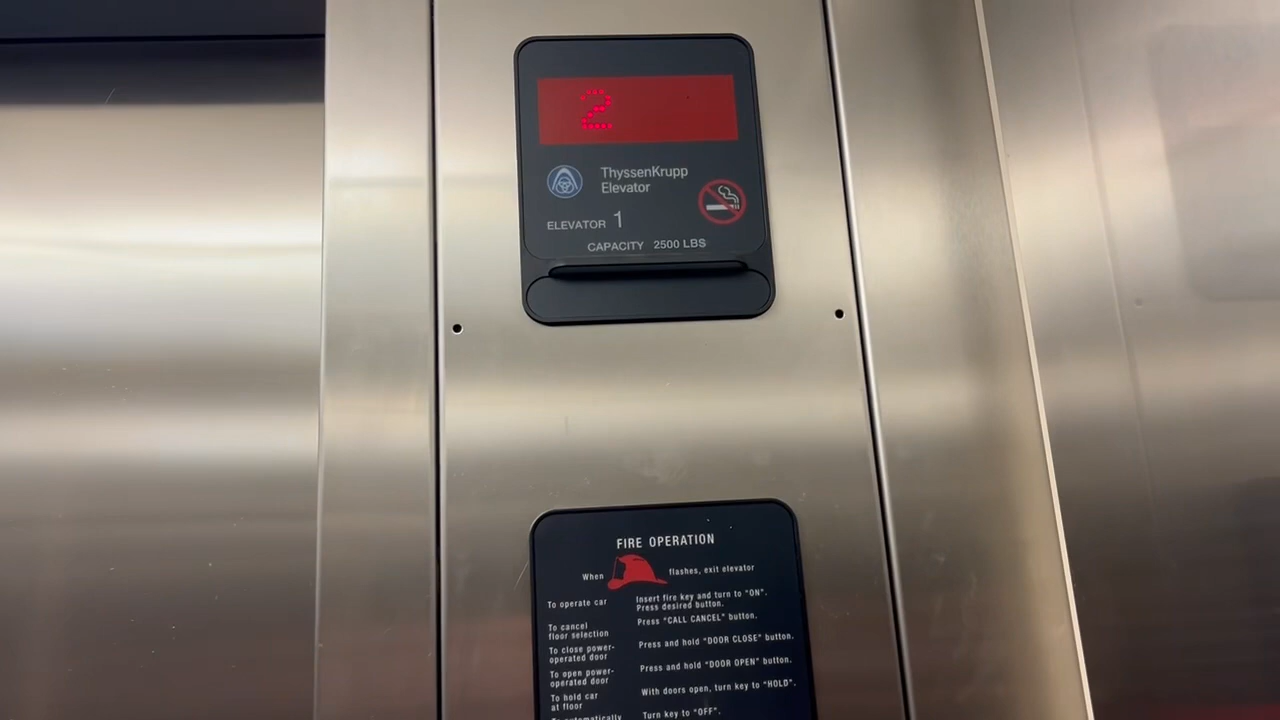 2
ThyssenKrupp
Elevator
ELEVATOR 1
CAPACITY 2500 LBS
FIRE OPERATION
When flashes, exit elevator
To operate car
Insert fire key and turn to "ON".
Press desired button.
To cancel
floor selection
Press "CALL CANCEL" button.
To close power-
operated door
Press and hold "DOOR CLOSE" button.
To open power-
operated door
Press and hold "DOOR OPEN" button.
To hold car
at floor
With doors open, turn key to "HOLD".
To automatically
Turn key to "OFF".